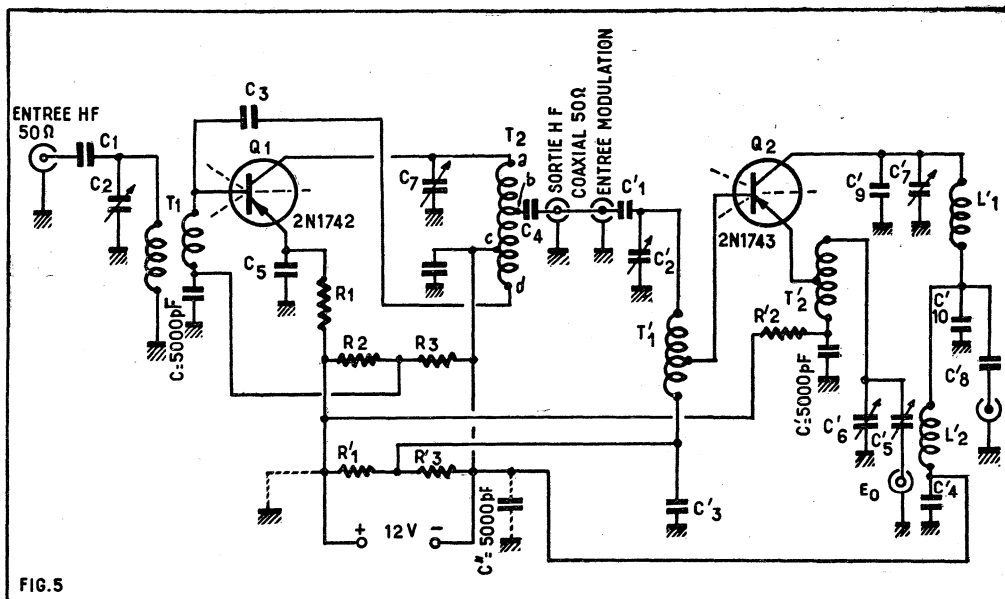 ENTREE HF
50Ω
C1
C2
T1
C=5000pF
C3
Q1
2N1742
C5
R1
R2
R3
R'1
R'3
+ 12V −
C"=5000pF
C7
T2
a
b
c
d
C4
SORTIE HF
COAXIAL 50Ω
ENTREE MODULATION
C'1
C'2
T'1
C'3
Q2
2N1743
T'2
R'2
C'=5000pF
C'9
C'7
L'1
C'10
C'8
C'6
C'5
L'2
E0
C'4
FIG.5